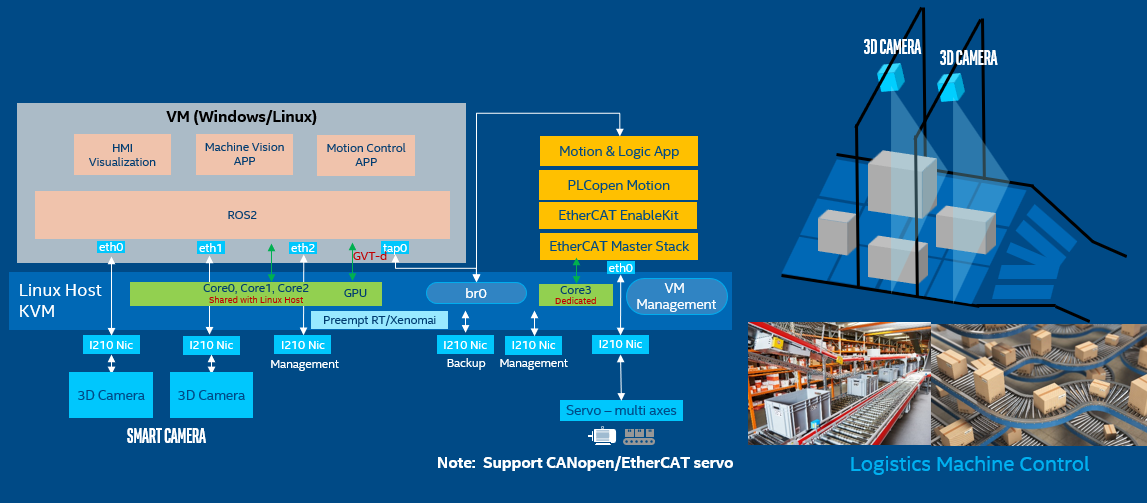 3D CAMERA
3D CAMERA
VM (Windows/Linux)
HMI
Visualization
Machine Vision
APP
Motion Control
APP
ROS2
eth0
eth1
eth2
tap0
GVT-d
Motion & Logic App
PLCopen Motion
EtherCAT EnableKit
EtherCAT Master Stack
eth0
Linux Host
KVM
Core0, Core1, Core2
Shared with Linux Host
GPU
br0
Core3
Dedicated
VM
Management
Preempt RT/Xenomai
I210 Nic
I210 Nic
I210 Nic
Management
I210 Nic
Backup
I210 Nic
Management
I210 Nic
3D Camera
3D Camera
SMART CAMERA
Servo – multi axes
Note: Support CANopen/EtherCAT servo
Logistics Machine Control